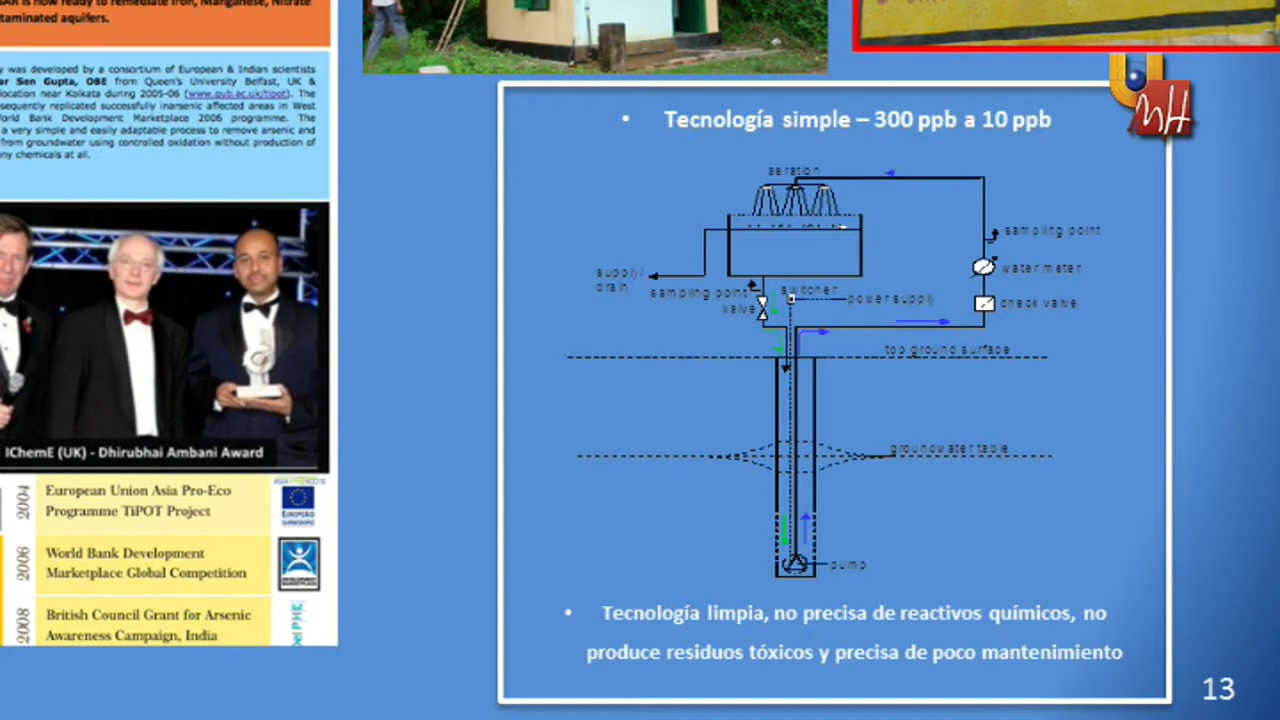 SAR is now ready to remediate Iron, Manganese, Nitrate
taminated aquifers.
y was developed by a consortium of European & Indian scientists
ar Sen Gupta, OBE from Queen's University Belfast, UK &
location near Kolkata during 2005-06 (www.qub.ac.uk/tipot). The
sequently replicated successfully inarsenic affected areas in West
orld Bank Development Marketplace 2006 programme. The
a very simple and easily adaptable process to remove arsenic and
from groundwater using controlled oxidation without production of
ny chemicals at all.
IChemE (UK) - Dhirubhai Ambani Award
2004
European Union Asia Pro-Eco
Programme TiPOT Project
2006
World Bank Development
Marketplace Global Competition
2008
British Council Grant for Arsenic
Awareness Campaign, India
• Tecnología simple – 300 ppb a 10 ppb
aeration
sampling point
water meter
supply/
drain
sampling point
switcher
power supply
valve
check valve
top ground surface
groundwater table
pump
• Tecnología limpia, no precisa de reactivos químicos, no
produce residuos tóxicos y precisa de poco mantenimiento
13